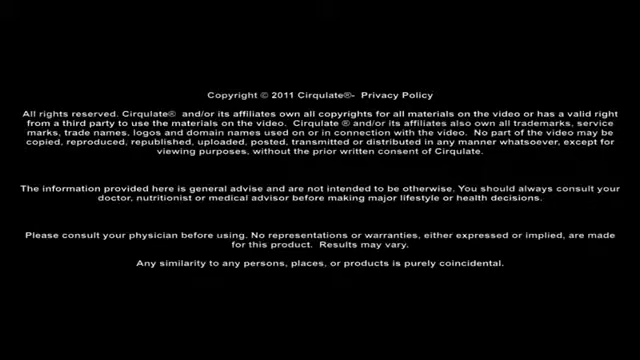 Copyright © 2011 Cirqulate®- Privacy Policy
All rights reserved. Cirqulate® and/or its affiliates own all copyrights for all materials on the video or has a valid right
from a third party to use the materials on the video. Cirqulate ® and/or its affiliates also own all trademarks, service
marks, trade names, logos and domain names used on or in connection with the video. No part of the video may be
copied, reproduced, republished, uploaded, posted, transmitted or distributed in any manner whatsoever, except for
viewing purposes, without the prior written consent of Cirqulate.
The information provided here is general advise and are not intended to be otherwise. You should always consult your
doctor, nutritionist or medical advisor before making major lifestyle or health decisions.
Please consult your physician before using. No representations or warranties, either expressed or implied, are made
for this product. Results may vary.
Any similarity to any persons, places, or products is purely coincidental.